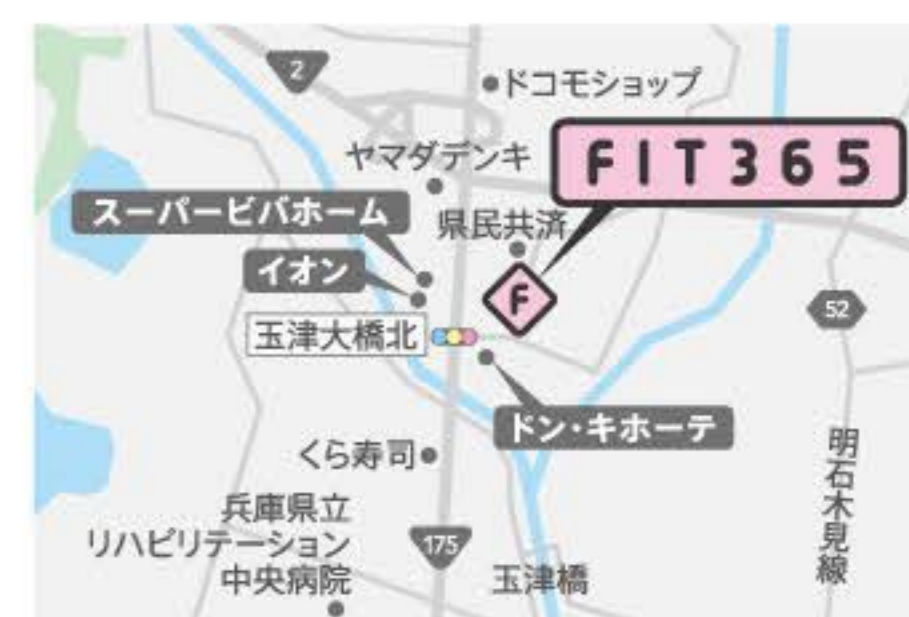 2
ドコモショップ
FIT365
ヤマダデンキ
スーパービバホーム
県民共済
イオン
F
52
玉津大橋北
ドン・キホーテ
くら寿司
明石木見線
兵庫県立
リハビリテーション
中央病院
175
玉津橋